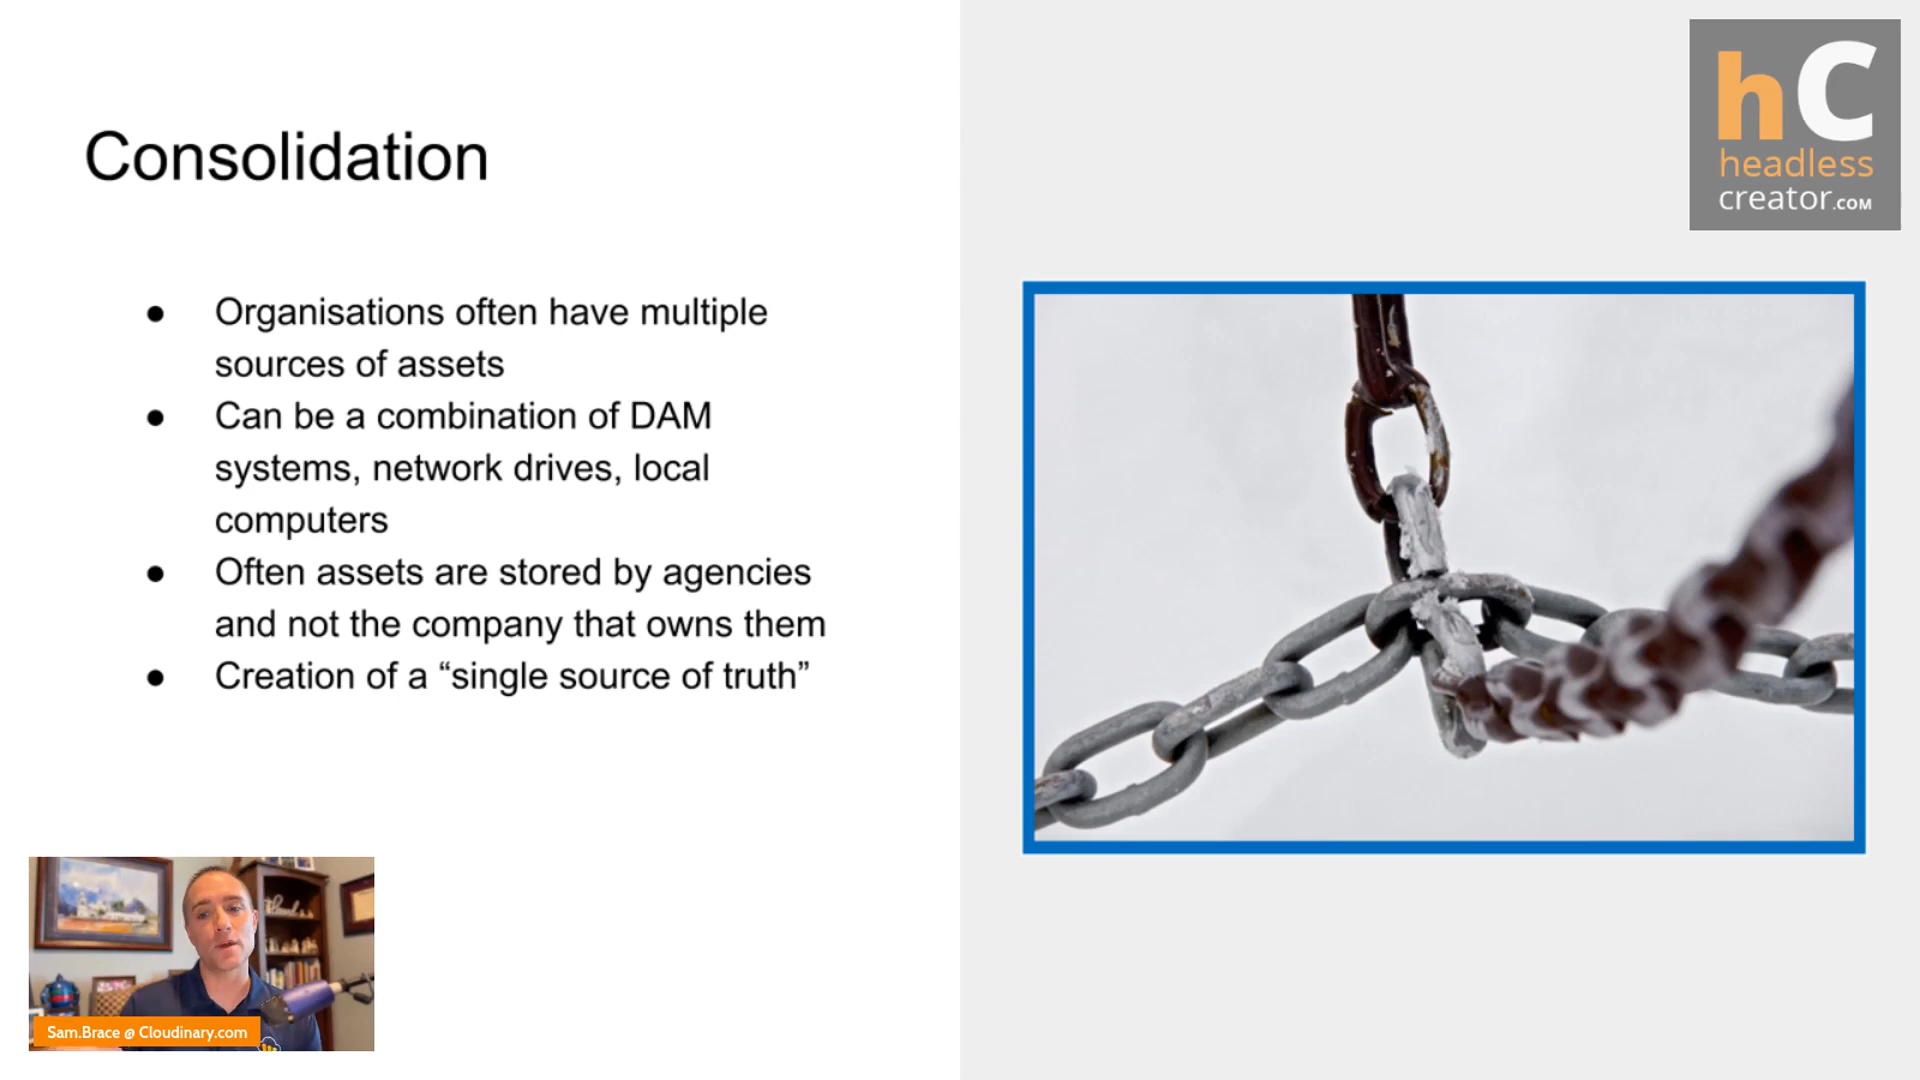 Consolidation
● Organisations often have multiple
sources of assets
● Can be a combination of DAM
systems, network drives, local
computers
● Often assets are stored by agencies
and not the company that owns them
● Creation of a “single source of truth”
hC
headless
creator.COM
Sam.Brace @ Cloudinary.com